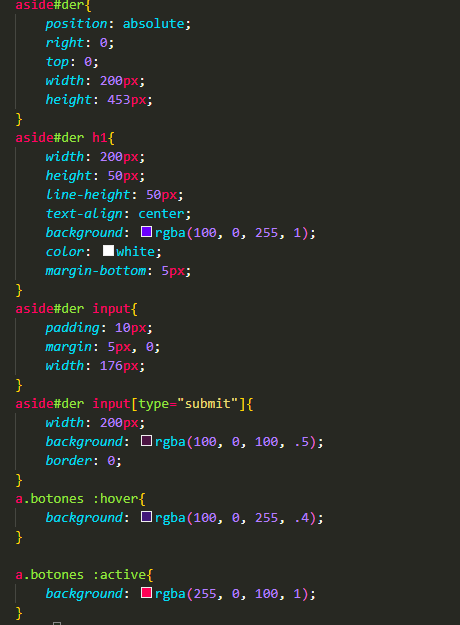 aside#der{
    position: absolute;
    right: 0;
    top: 0;
    width: 200px;
    height: 453px;
}
aside#der h1{
    width: 200px;
    height: 50px;
    line-height: 50px;
    text-align: center;
    background: rgba(100, 0, 255, 1);
    color: white;
    margin-bottom: 5px;
}
aside#der input{
    padding: 10px;
    margin: 5px, 0;
    width: 176px;
}
aside#der input[type="submit"]{
    width: 200px;
    background: rgba(100, 0, 100, .5);
    border: 0;
}
a.botones :hover{
    background: rgba(100, 0, 255, .4);
}

a.botones :active{
    background: rgba(255, 0, 100, 1);
}